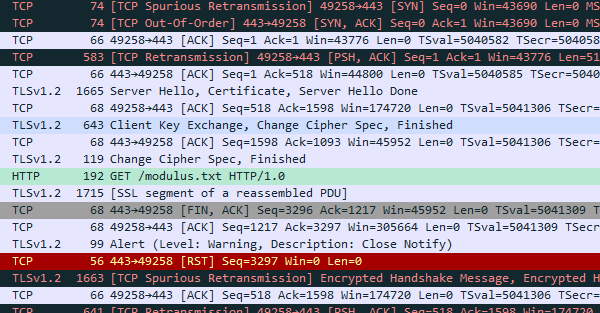 TCP 74 [TCP Spurious Retransmission] 49258→443 [SYN] Seq=0 Win=43690 Len=0 MS
TCP 74 [TCP Out-Of-Order] 443→49258 [SYN, ACK] Seq=0 Ack=1 Win=43690 Len=0 MS
TCP 66 49258→443 [ACK] Seq=1 Ack=1 Win=43776 Len=0 TSval=5040582 TSecr=504058
TCP 583 [TCP Retransmission] 49258→443 [PSH, ACK] Seq=1 Ack=1 Win=43776 Len=51
TCP 66 443→49258 [ACK] Seq=1 Ack=518 Win=44800 Len=0 TSval=5040585 TSecr=5040
TLSv1.2 1665 Server Hello, Certificate, Server Hello Done
TCP 68 49258→443 [ACK] Seq=518 Ack=1598 Win=174720 Len=0 TSval=5041306 TSecr=
TLSv1.2 643 Client Key Exchange, Change Cipher Spec, Finished
TCP 68 443→49258 [ACK] Seq=1598 Ack=1093 Win=45952 Len=0 TSval=5041306 TSecr=
TLSv1.2 119 Change Cipher Spec, Finished
HTTP 192 GET /modulus.txt HTTP/1.0
TLSv1.2 1715 [SSL segment of a reassembled PDU]
TCP 68 443→49258 [FIN, ACK] Seq=3296 Ack=1217 Win=45952 Len=0 TSval=5041309 T
TCP 68 49258→443 [ACK] Seq=1217 Ack=3297 Win=305664 Len=0 TSval=5041309 TSecr
TLSv1.2 99 Alert (Level: Warning, Description: Close Notify)
TCP 56 443→49258 [RST] Seq=3297 Win=0 Len=0
TLSv1.2 1663 [TCP Spurious Retransmission] Encrypted Handshake Message, Encrypted H
TCP 66 49258→443 [ACK] Seq=518 Ack=1598 Win=174720 Len=0 TSval=5041306 TSecr=
TCP 641 [TCP Retransmission] 49258→443 [PSH, ACK] Seq=518 Ack=1598 Win=174720